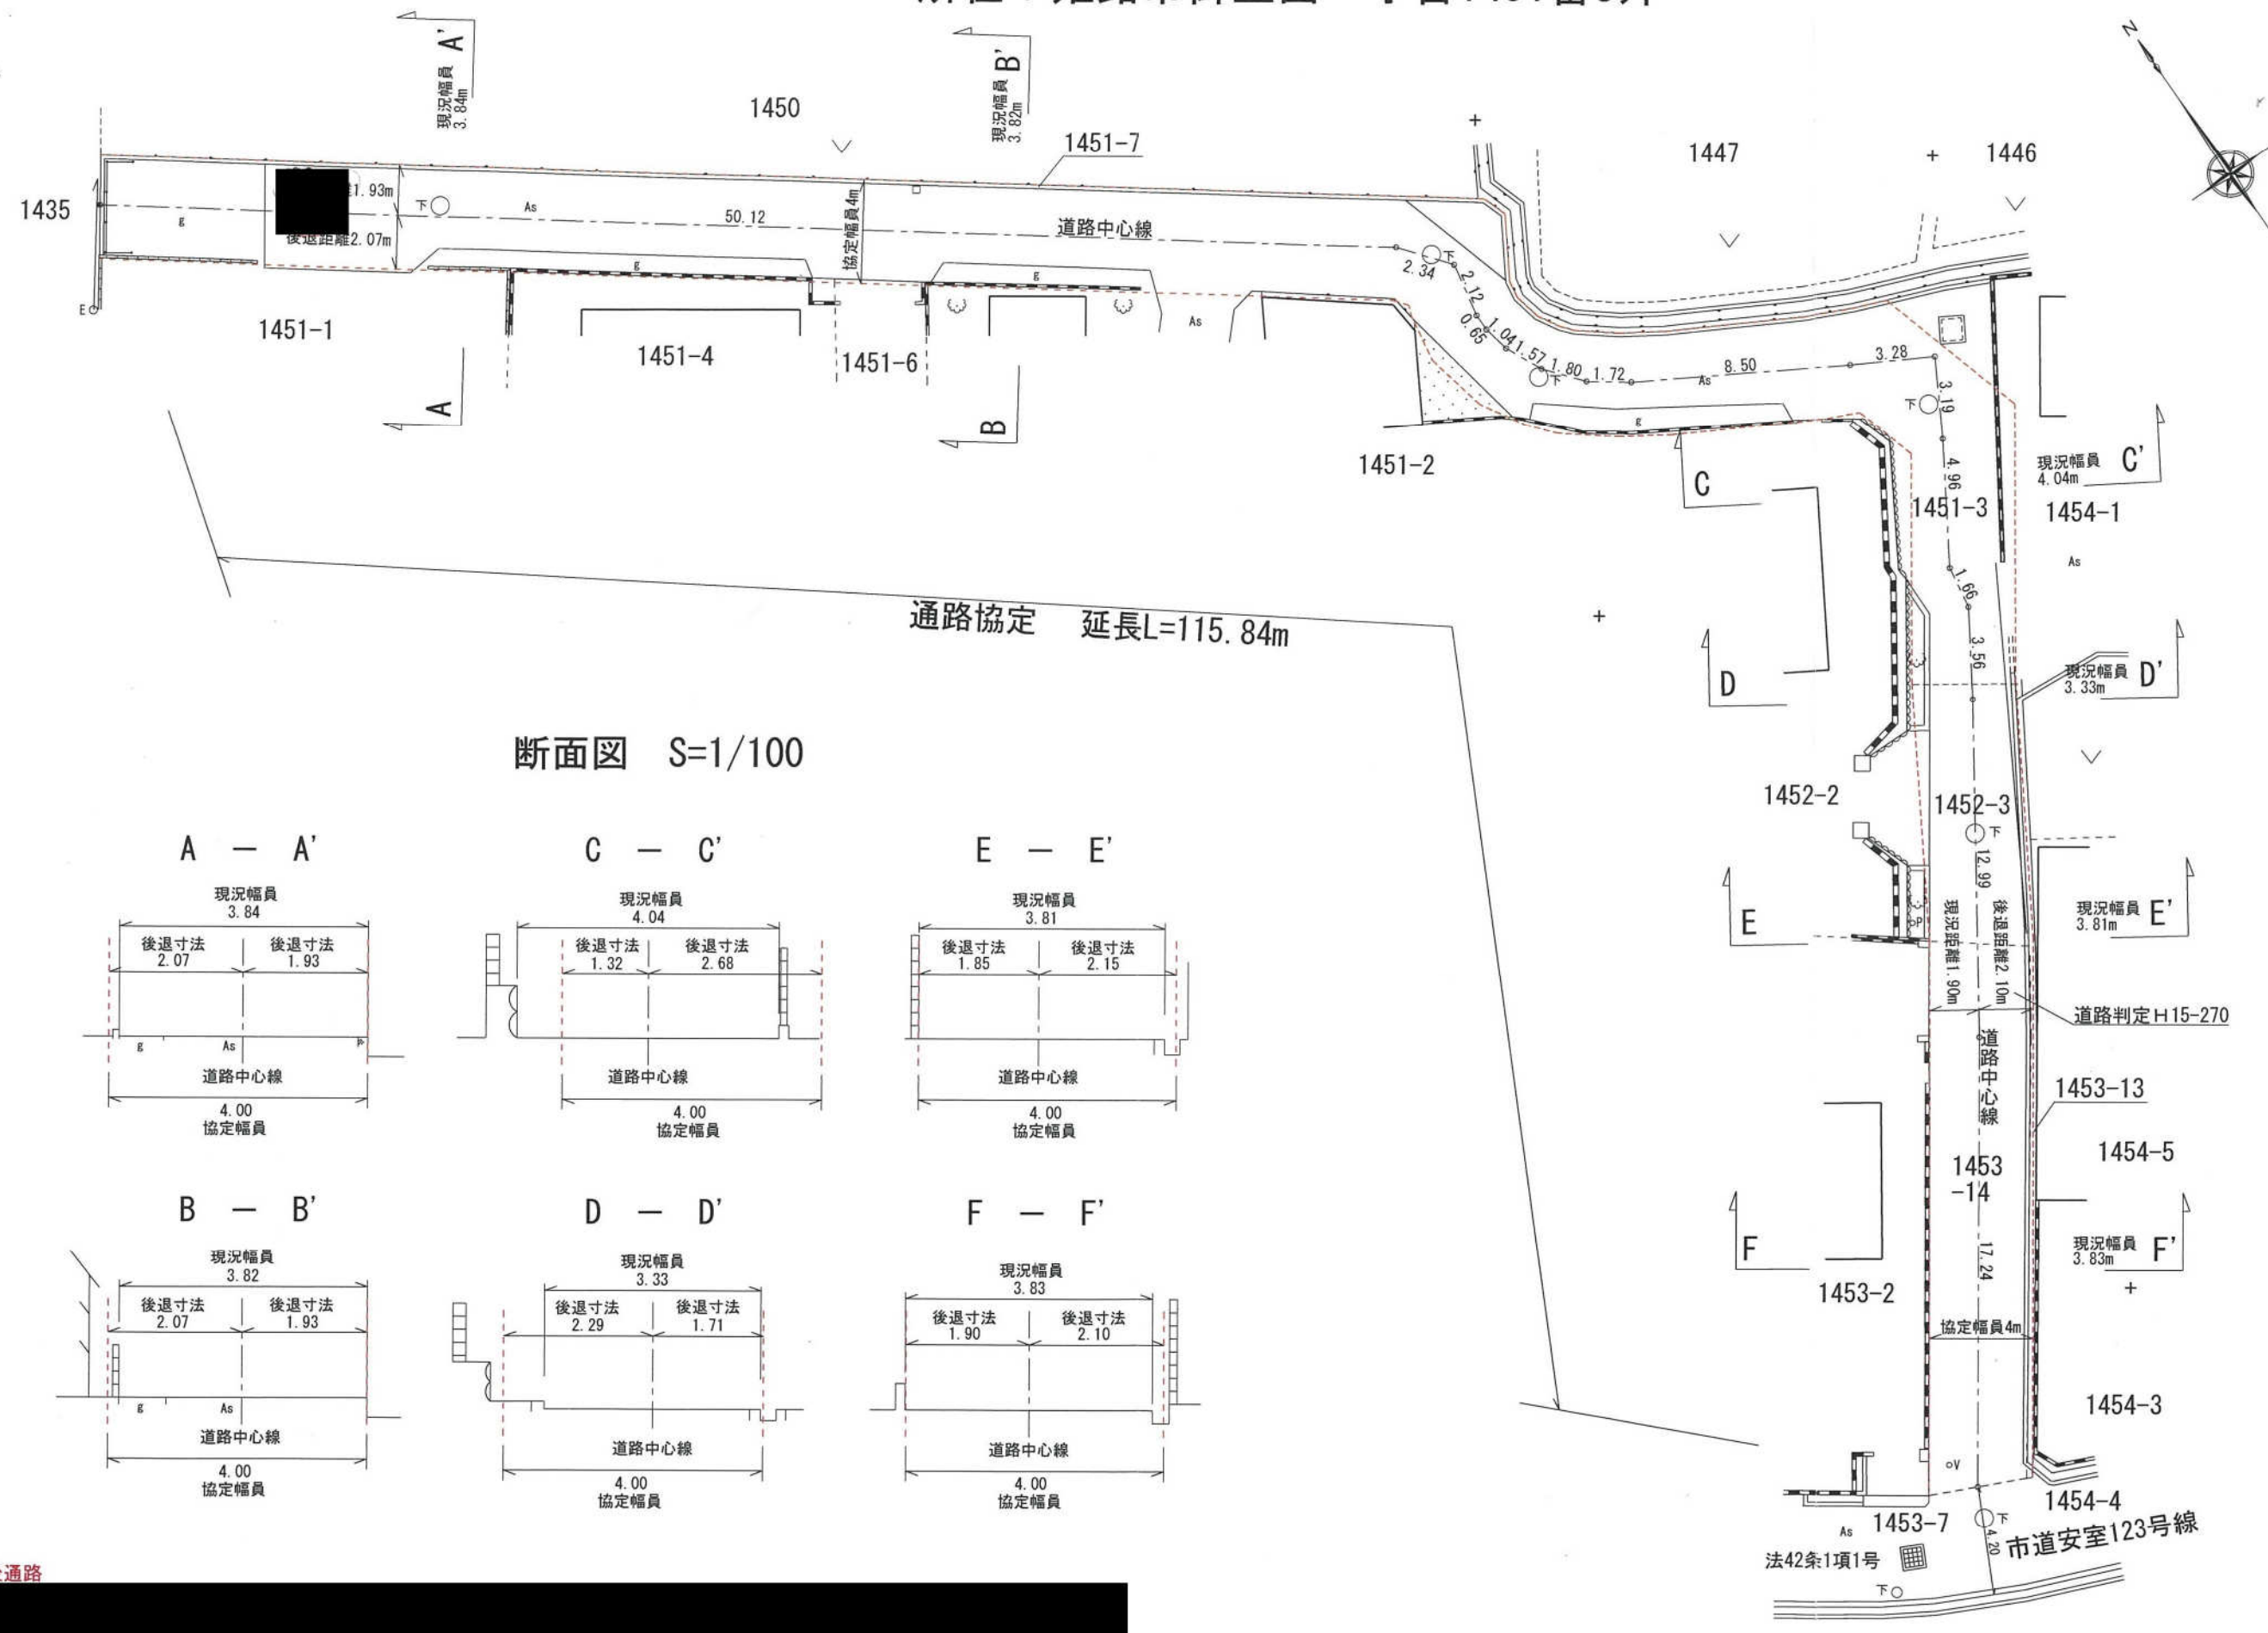 現況幅員 A'
3.84m
現況幅員 B'
3.82m
1450
1451-7
1447
1446
N
1435
g
1.93m
後退距離2.07m
下
As
50.12
協定幅員4m
道路中心線
2.34
下
2.12
0.65
1.04
1.57
1.80
下
1.72
As
8.50
3.28
3.19
下
4.96
1.66
3.56
E
g
g
As
g
1451-1
1451-4
1451-6
1451-2
1451-3
A
B
C
現況幅員 C'
4.04m
1454-1
As
通路協定 延長L=115.84m
D
現況幅員 D'
3.33m
1452-2
1452-3
下
12.99
E
P
現況距離1.90m
後退距離2.10m
現況幅員 E'
3.81m
道路判定H15-270
道路中心線
1453-13
1454-5
1453
-14
17.24
F
現況幅員 F'
3.83m
1453-2
協定幅員4m
1454-3
V
1454-4
As
1453-7
下
4.20
市道安室123号線
法42条1項1号
下
断面図 S=1/100
A — A'
現況幅員
3.84
後退寸法
2.07
後退寸法
1.93
g
As
道路中心線
4.00
協定幅員
C — C'
現況幅員
4.04
後退寸法
1.32
後退寸法
2.68
道路中心線
4.00
協定幅員
E — E'
現況幅員
3.81
後退寸法
1.85
後退寸法
2.15
道路中心線
4.00
協定幅員
B — B'
現況幅員
3.82
後退寸法
2.07
後退寸法
1.93
g
As
道路中心線
4.00
協定幅員
D — D'
現況幅員
3.33
後退寸法
2.29
後退寸法
1.71
道路中心線
4.00
協定幅員
F — F'
現況幅員
3.83
後退寸法
1.90
後退寸法
2.10
道路中心線
4.00
協定幅員
通路